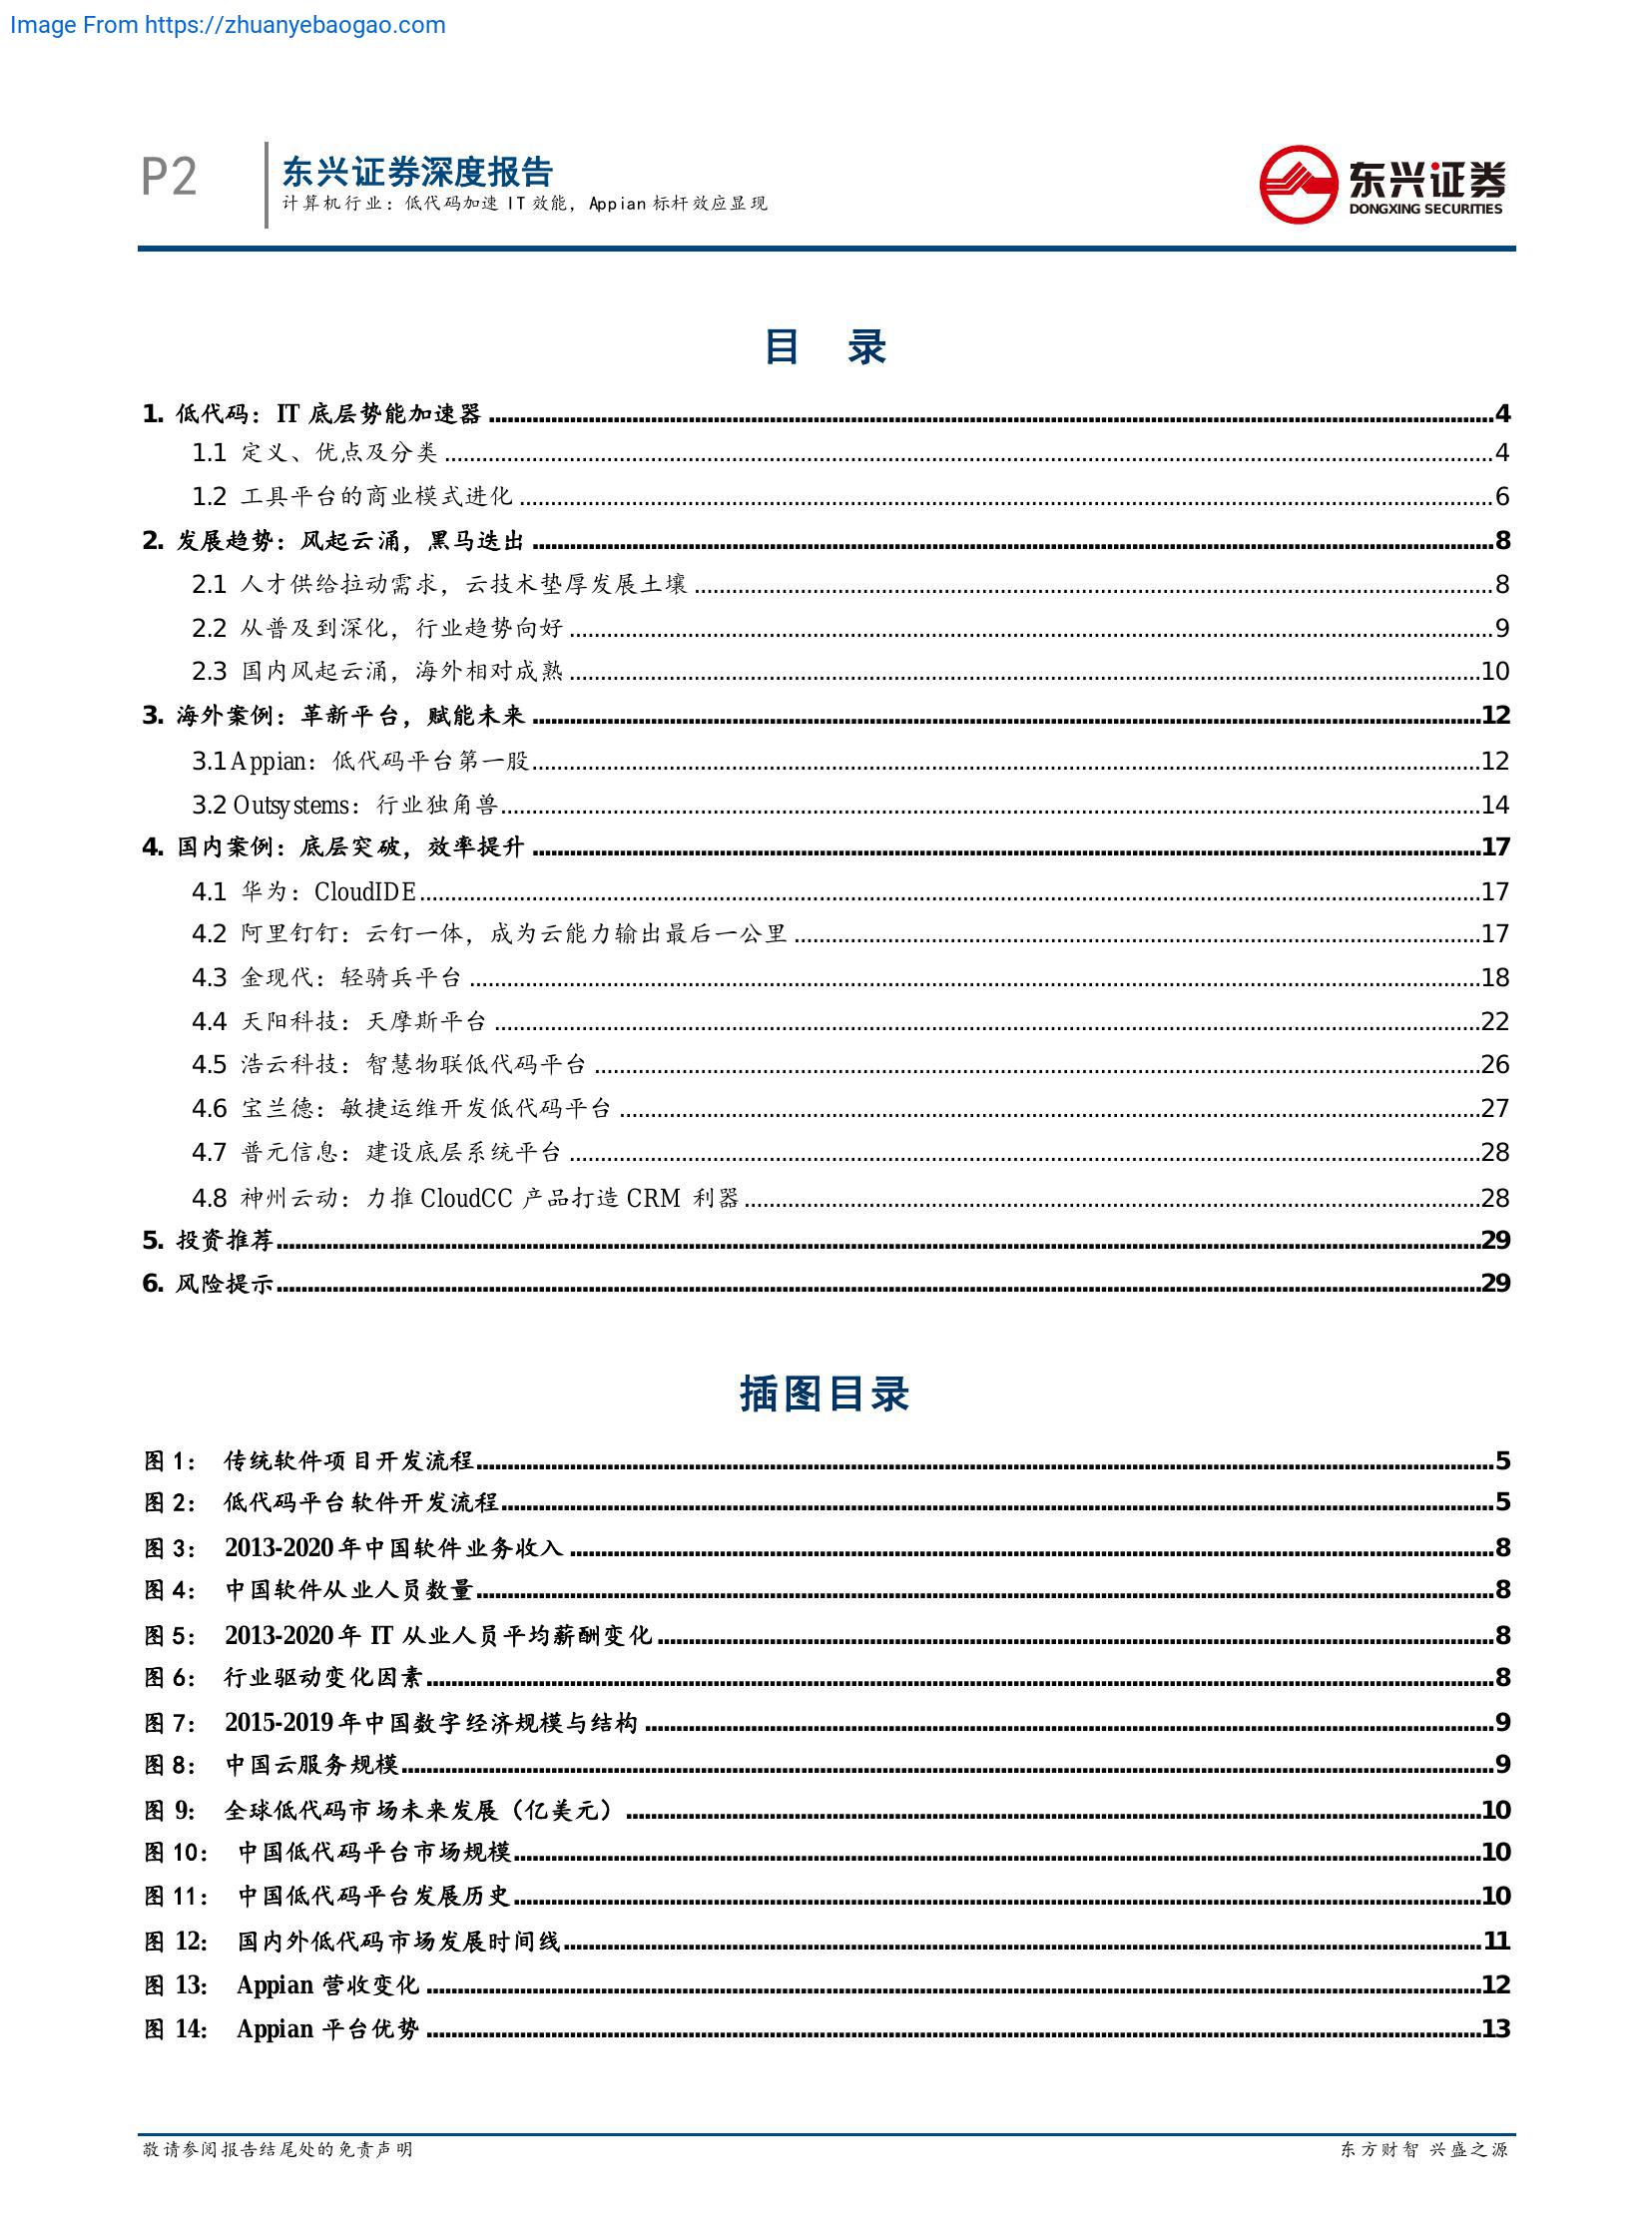 Image From https://zhuanyebaogao.com
P2
东兴证券深度报告
计算机行业：低代码加速 IT 效能，Appian 标杆效应显现
东兴证券
DONGXING SECURITIES
目 录
1. 低代码：IT 底层势能加速器 ........ 4
1.1 定义、优点及分类 ........ 4
1.2 工具平台的商业模式进化 ........ 6
2. 发展趋势：风起云涌，黑马迭出 ........ 8
2.1 人才供给拉动需求，云技术垫厚发展土壤 ........ 8
2.2 从普及到深化，行业趋势向好 ........ 9
2.3 国内风起云涌，海外相对成熟 ........ 10
3. 海外案例：革新平台，赋能未来 ........ 12
3.1 Appian：低代码平台第一股 ........ 12
3.2 Outsystems：行业独角兽 ........ 14
4. 国内案例：底层突破，效率提升 ........ 17
4.1 华为：CloudIDE ........ 17
4.2 阿里钉钉：云钉一体，成为云能力输出最后一公里 ........ 17
4.3 金现代：轻骑兵平台 ........ 18
4.4 天阳科技：天摩斯平台 ........ 22
4.5 浩云科技：智慧物联低代码平台 ........ 26
4.6 宝兰德：敏捷运维开发低代码平台 ........ 27
4.7 普元信息：建设底层系统平台 ........ 28
4.8 神州云动：力推 CloudCC 产品打造 CRM 利器 ........ 28
5. 投资推荐 ........ 29
6. 风险提示 ........ 29
插图目录
图 1： 传统软件项目开发流程 ........ 5
图 2： 低代码平台软件开发流程 ........ 5
图 3： 2013-2020 年中国软件业务收入 ........ 8
图 4： 中国软件从业人员数量 ........ 8
图 5： 2013-2020 年 IT 从业人员平均薪酬变化 ........ 8
图 6： 行业驱动变化因素 ........ 8
图 7： 2015-2019 年中国数字经济规模与结构 ........ 9
图 8： 中国云服务规模 ........ 9
图 9： 全球低代码市场未来发展（亿美元） ........ 10
图 10： 中国低代码平台市场规模 ........ 10
图 11： 中国低代码平台发展历史 ........ 10
图 12： 国内外低代码市场发展时间线 ........ 11
图 13： Appian 营收变化 ........ 12
图 14： Appian 平台优势 ........ 13
敬请参阅报告结尾处的免责声明
东方财智 兴盛之源